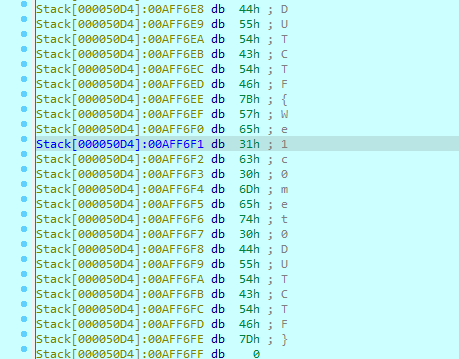 Stack[000050D4]:00AFF6E8 db 44h ; D
Stack[000050D4]:00AFF6E9 db 55h ; U
Stack[000050D4]:00AFF6EA db 54h ; T
Stack[000050D4]:00AFF6EB db 43h ; C
Stack[000050D4]:00AFF6EC db 54h ; T
Stack[000050D4]:00AFF6ED db 46h ; F
Stack[000050D4]:00AFF6EE db 7Bh ; {
Stack[000050D4]:00AFF6EF db 57h ; W
Stack[000050D4]:00AFF6F0 db 65h ; e
Stack[000050D4]:00AFF6F1 db 31h ; 1
Stack[000050D4]:00AFF6F2 db 63h ; c
Stack[000050D4]:00AFF6F3 db 30h ; 0
Stack[000050D4]:00AFF6F4 db 6Dh ; m
Stack[000050D4]:00AFF6F5 db 65h ; e
Stack[000050D4]:00AFF6F6 db 74h ; t
Stack[000050D4]:00AFF6F7 db 30h ; 0
Stack[000050D4]:00AFF6F8 db 44h ; D
Stack[000050D4]:00AFF6F9 db 55h ; U
Stack[000050D4]:00AFF6FA db 54h ; T
Stack[000050D4]:00AFF6FB db 43h ; C
Stack[000050D4]:00AFF6FC db 54h ; T
Stack[000050D4]:00AFF6FD db 46h ; F
Stack[000050D4]:00AFF6FE db 7Dh ; }
Stack[000050D4]:00AFF6FF db 0